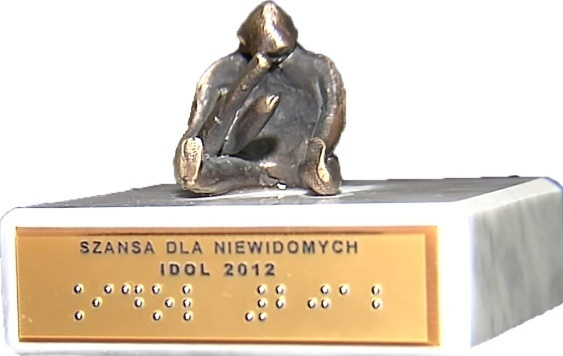 SZANSA DLA NIEWIDOMYCH
IDOL 2012